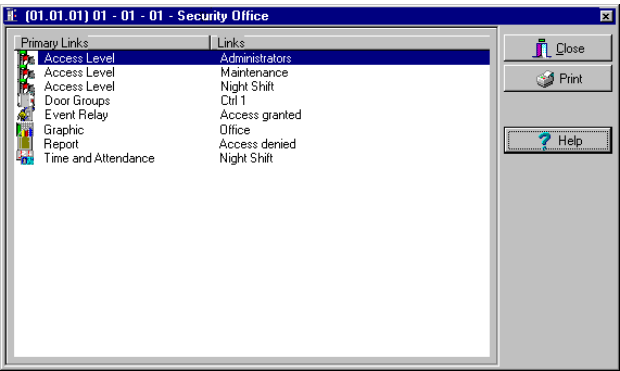 (01.01.01) 01 - 01 - 01 - Security Office
Primary Links Links
Access Level Administrators
Access Level Maintenance
Access Level Night Shift
Door Groups Ctrl 1
Event Relay Access granted
Graphic Office
Report Access denied
Time and Attendance Night Shift
Close
Print
Help